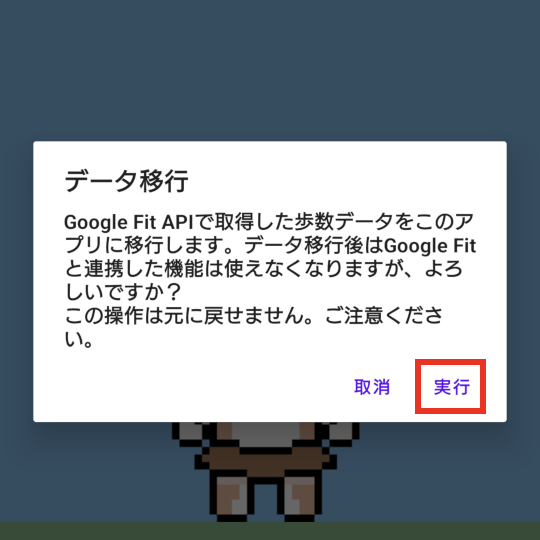 データ移行
Google Fit APIで取得した歩数データをこのア
プリに移行します。データ移行後はGoogle Fit
と連携した機能は使えなくなりますが、よろ
しいですか？
この操作は元に戻せません。ご注意くださ
い。
取消 実行